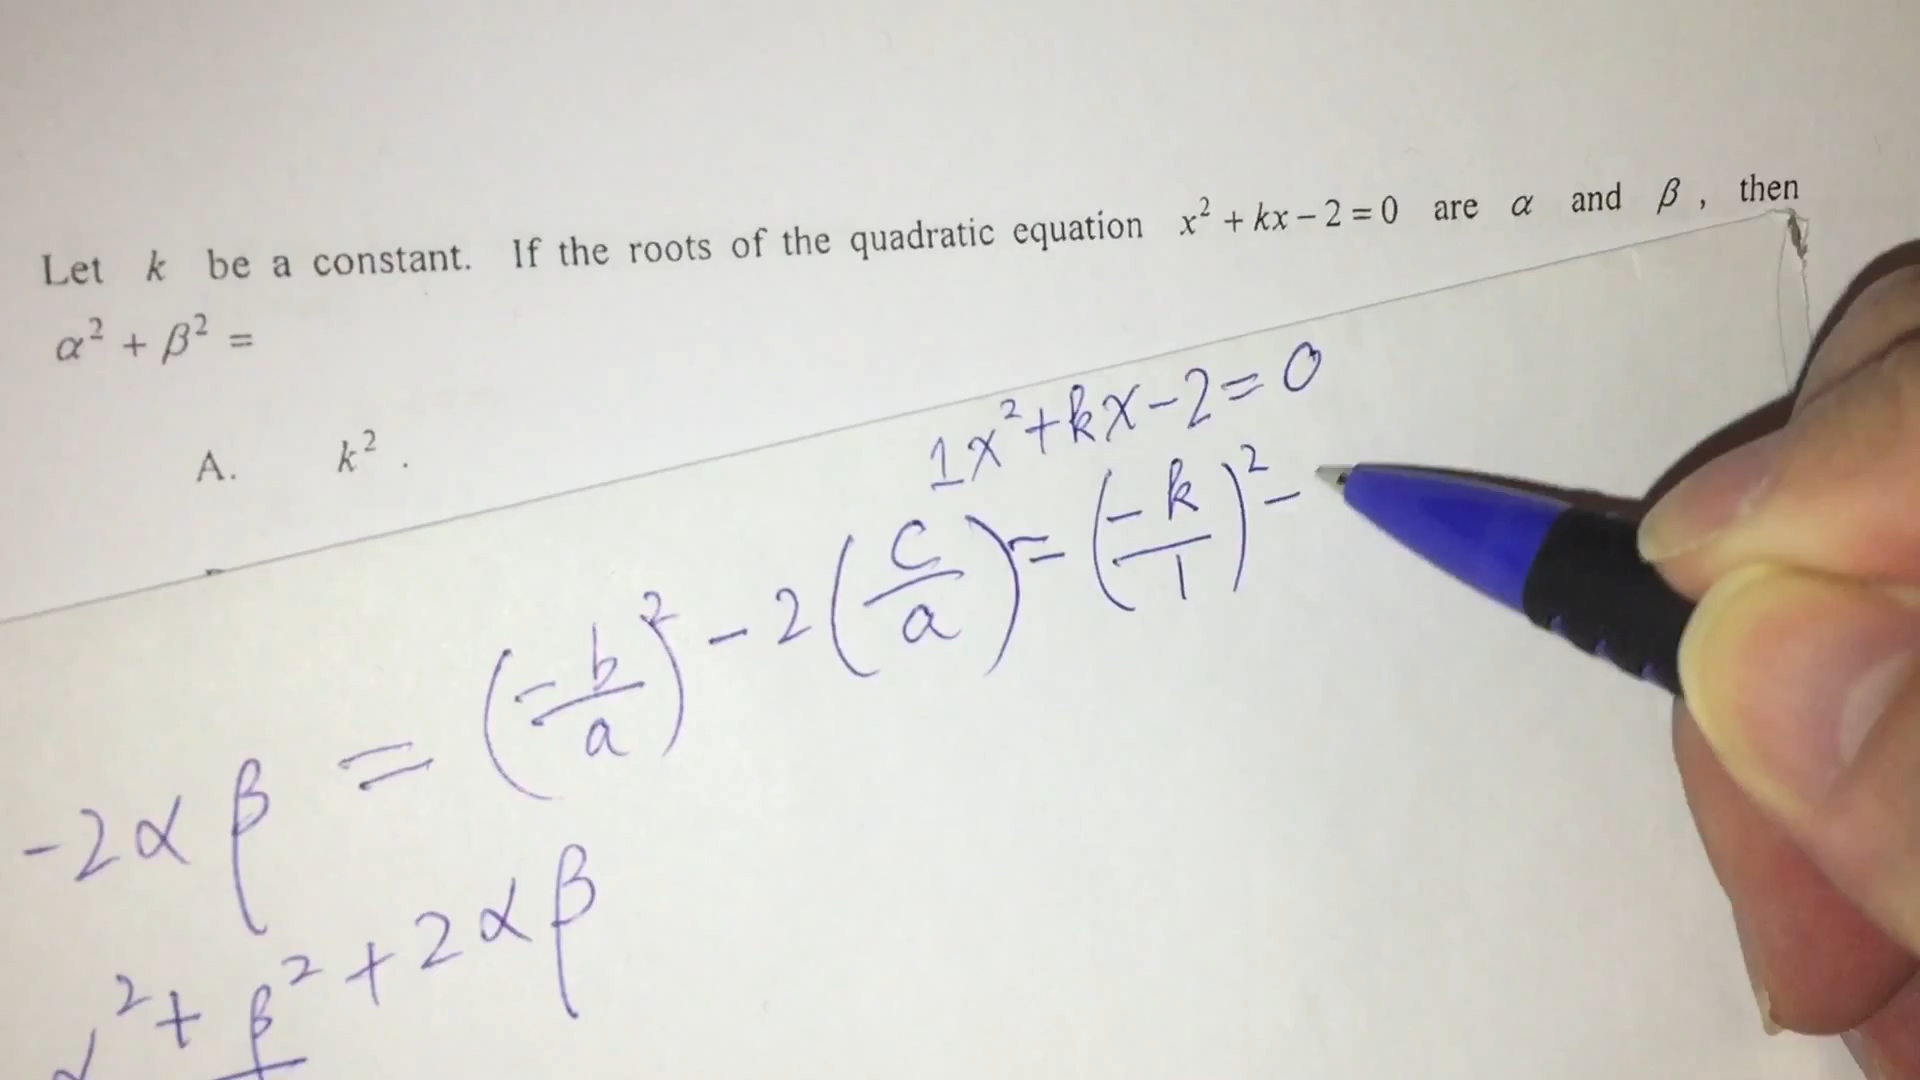 Let k be a constant. If the roots of the quadratic equation x² + kx − 2 = 0 are α and β, then
α² + β² =
A. k².
1x² + kx − 2 = 0
−2αβ = (−b/a)² − 2(c/a) = (−k/1)² −
² + β² + 2αβ